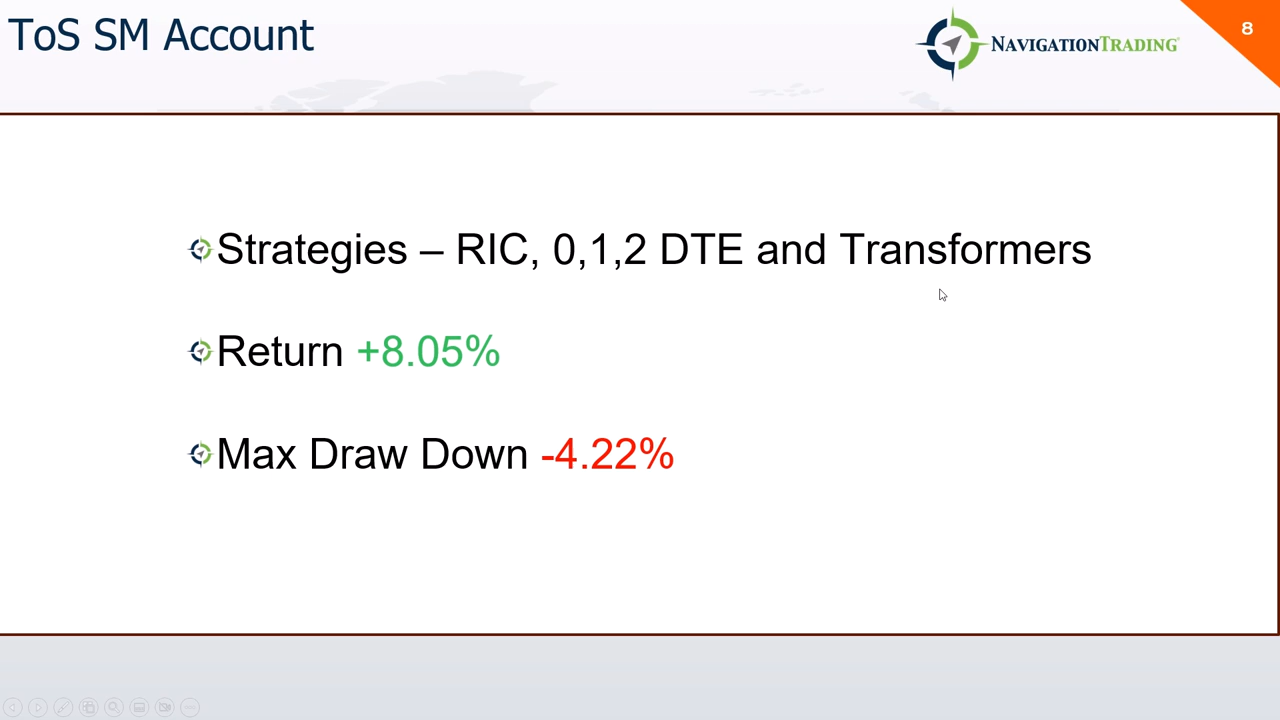 ToS SM Account
NAVIGATIONTRADING®
8
Strategies – RIC, 0,1,2 DTE and Transformers
Return +8.05%
Max Draw Down -4.22%